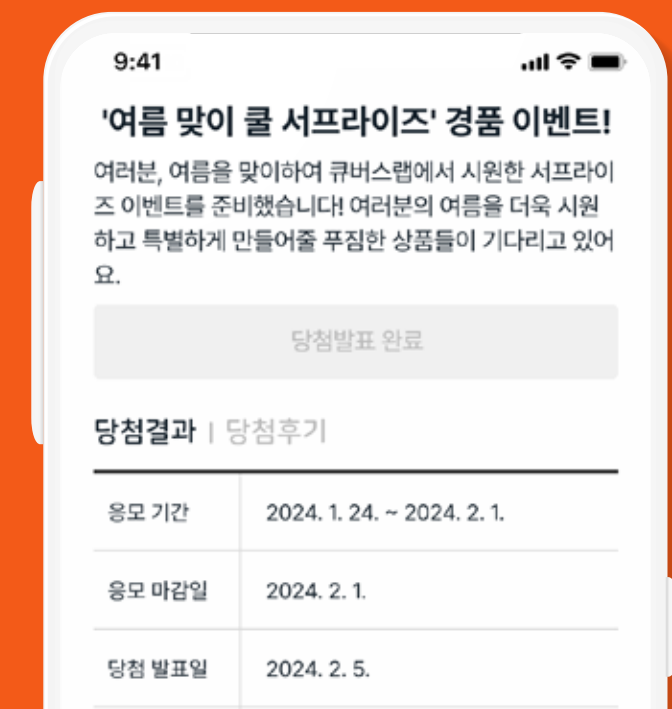 9:41
'여름 맞이 쿨 서프라이즈' 경품 이벤트!
여러분, 여름을 맞이하여 큐버스랩에서 시원한 서프라이
즈 이벤트를 준비했습니다! 여러분의 여름을 더욱 시원
하고 특별하게 만들어줄 푸짐한 상품들이 기다리고 있어
요.
당첨발표 완료
당첨결과 | 당첨후기
응모 기간 2024. 1. 24. ~ 2024. 2. 1.
응모 마감일 2024. 2. 1.
당첨 발표일 2024. 2. 5.